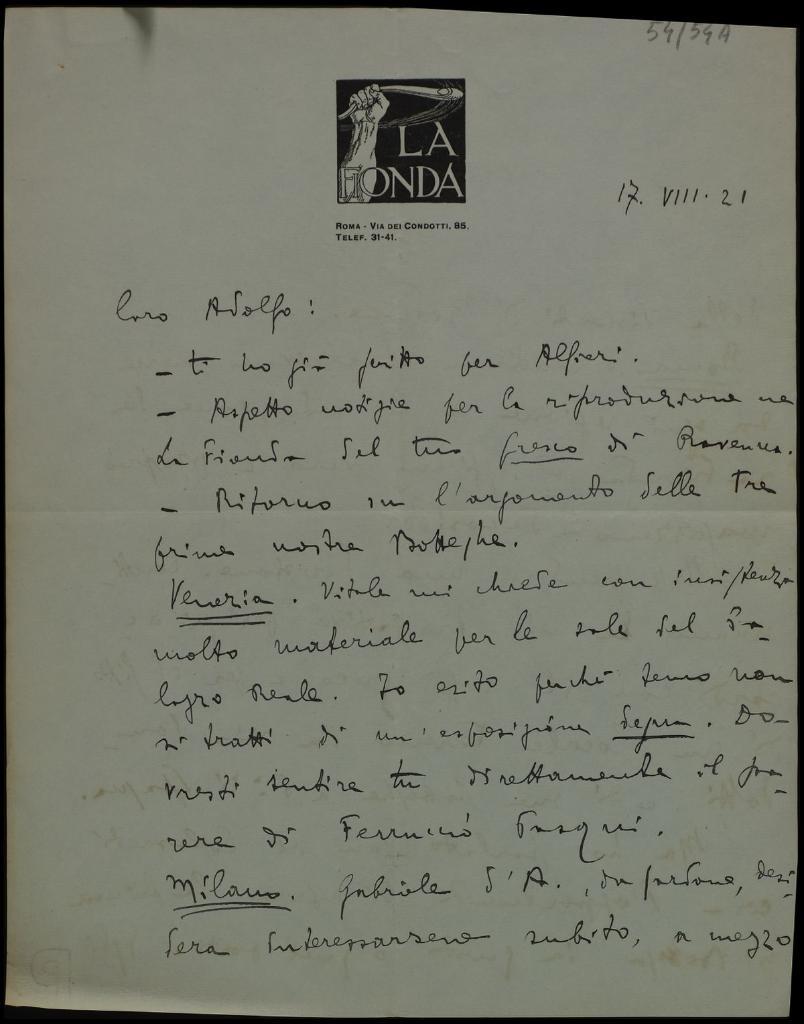 54/54A
LA
FIONDA
ROMA - VIA DEI CONDOTTI, 85.
TELEF. 31-41.
17. VIII. 21
Caro Adolfo:
- ti ho già scritto per Alfieri.
- Aspetto notizie per la riproduzione ne
La Fionda del tuo fresco di Ravenna.
- Ritorno su l'argomento delle tre
prime nostre Botteghe.
Venezia. Vitale mi chiede con insistenza
molto materiale per le sale del Pa-
lazzo Reale. Io esito perché temo non
si tratti di un'esposizione degna. Do-
vresti sentire tu direttamente il pa-
rere di Ferruccio Pasqui.
Milano. Gabriele d'A., da Gardone, desi
dera interessarsene subito, a mezzo